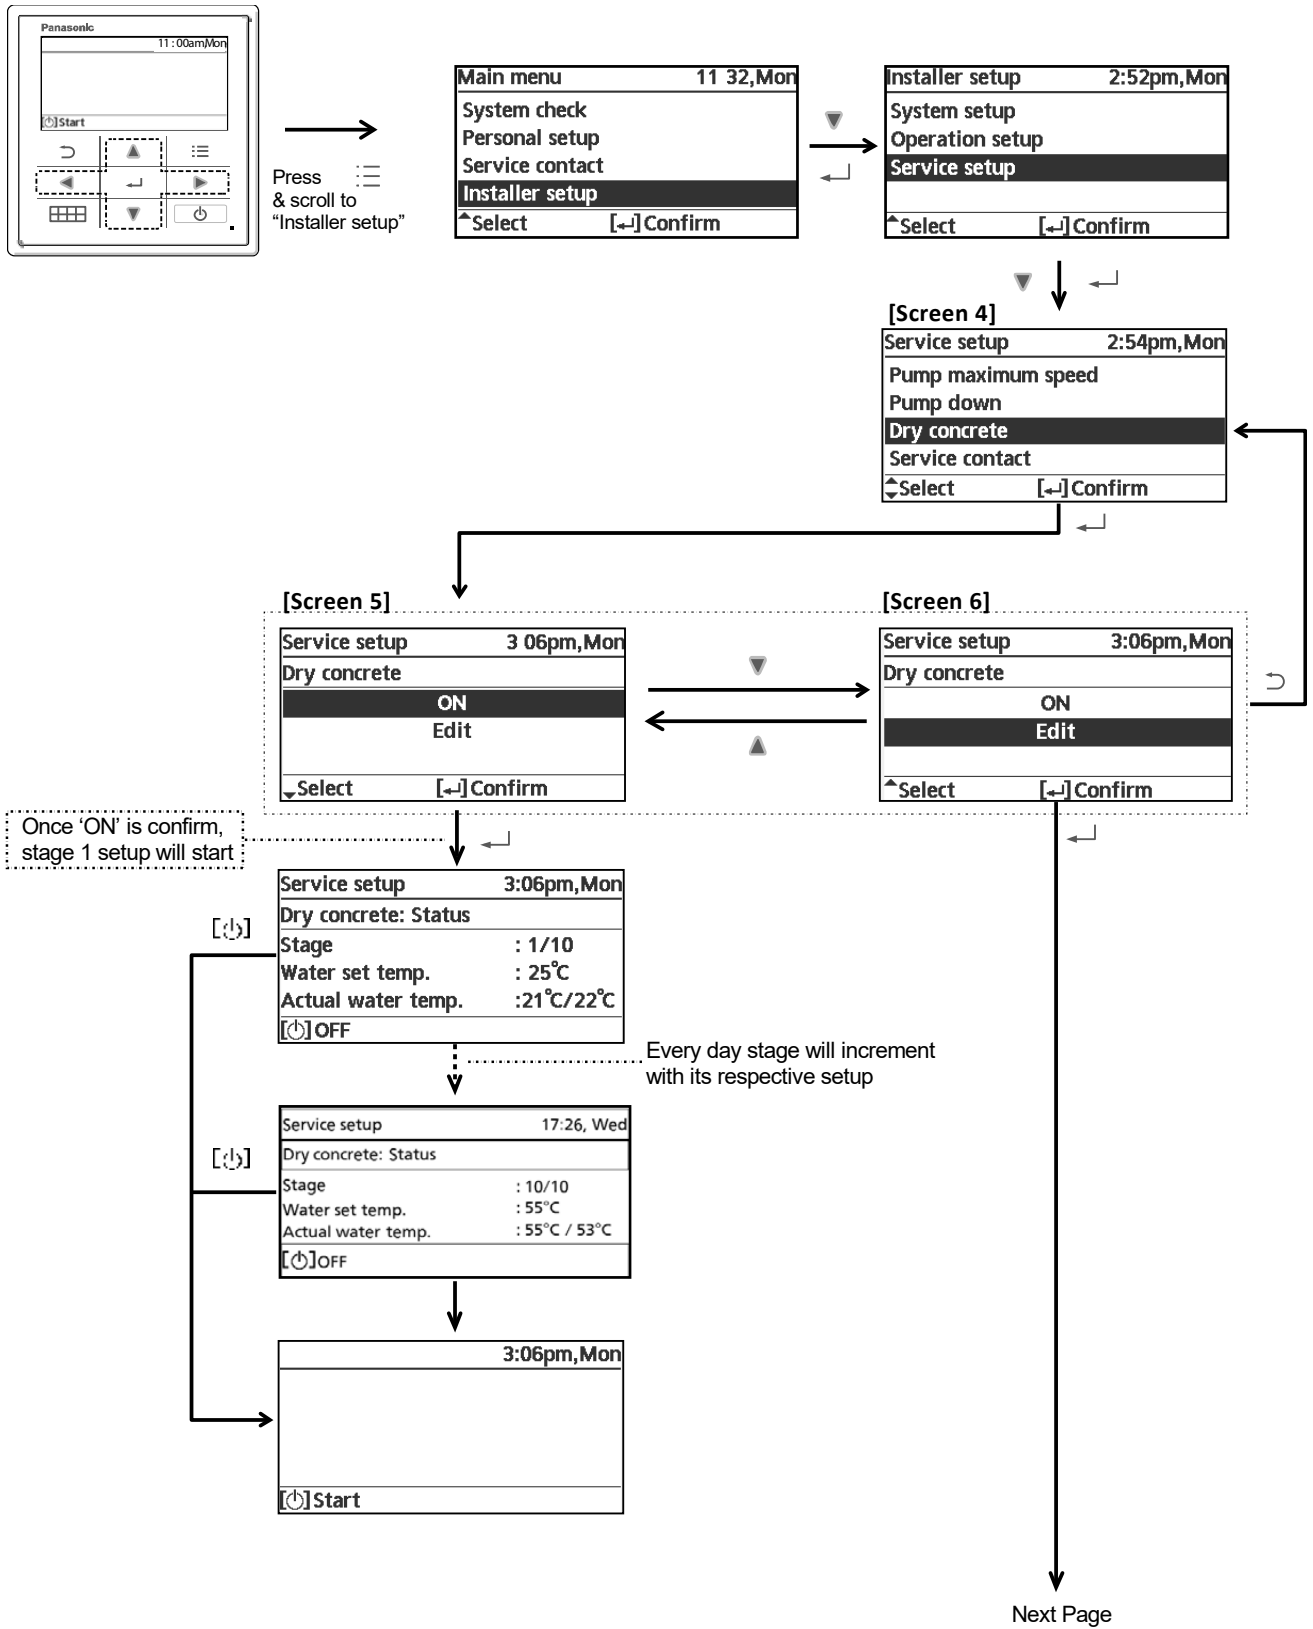 Panasonic
11:00am,Mon
[⏻]Start
Press
& scroll to
“Installer setup”
Main menu 11 32,Mon
System check
Personal setup
Service contact
Installer setup
Select [↵]Confirm
Installer setup 2:52pm,Mon
System setup
Operation setup
Service setup
Select [↵]Confirm
[Screen 4]
Service setup 2:54pm,Mon
Pump maximum speed
Pump down
Dry concrete
Service contact
Select [↵]Confirm
[Screen 5]
Service setup 3 06pm,Mon
Dry concrete
ON
Edit
Select [↵]Confirm
[Screen 6]
Service setup 3:06pm,Mon
Dry concrete
ON
Edit
Select [↵]Confirm
Once ‘ON’ is confirm,
stage 1 setup will start
Service setup 3:06pm,Mon
Dry concrete: Status
Stage : 1/10
Water set temp. : 25°C
Actual water temp. :21°C/22°C
[⏻]OFF
[⏻]
Every day stage will increment
with its respective setup
Service setup 17:26, Wed
Dry concrete: Status
Stage : 10/10
Water set temp. : 55°C
Actual water temp. : 55°C / 53°C
[⏻]OFF
[⏻]
3:06pm,Mon
[⏻]Start
Next Page